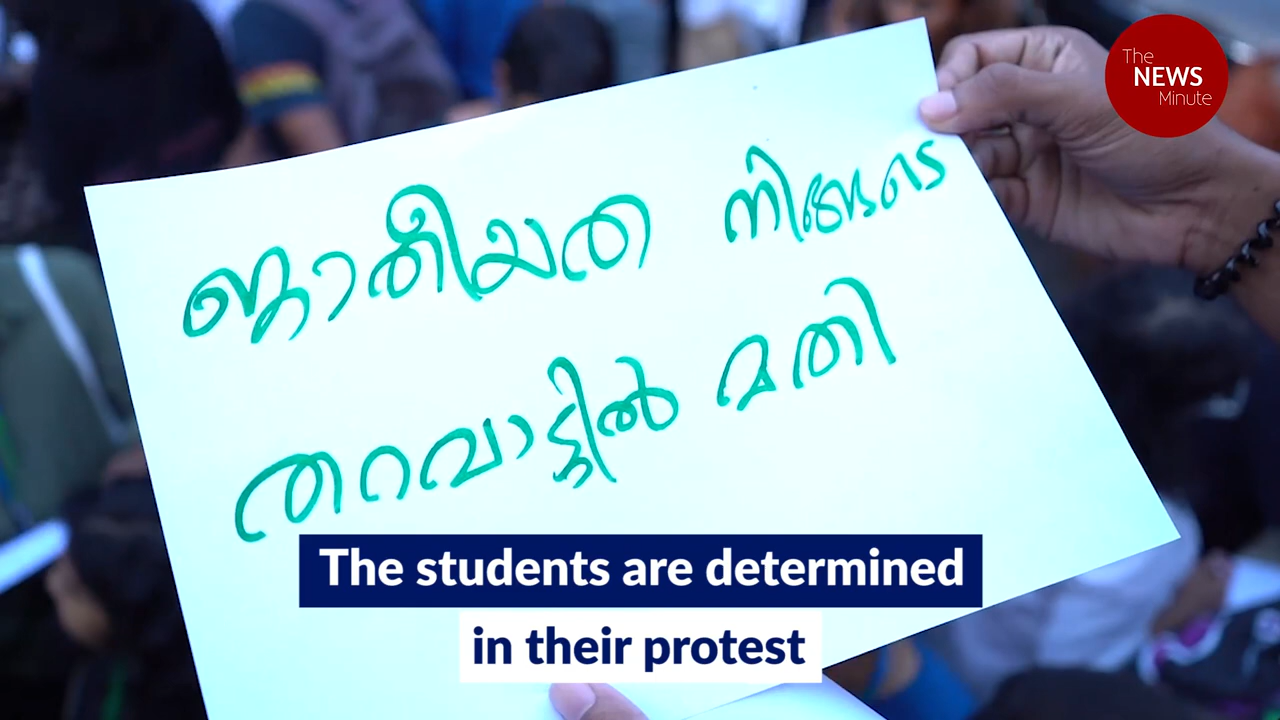 The
NEWS
Minute
ജാതീയത നിങ്ങടെ
തറവാട്ടിൽ മതി
The students are determined
in their protest